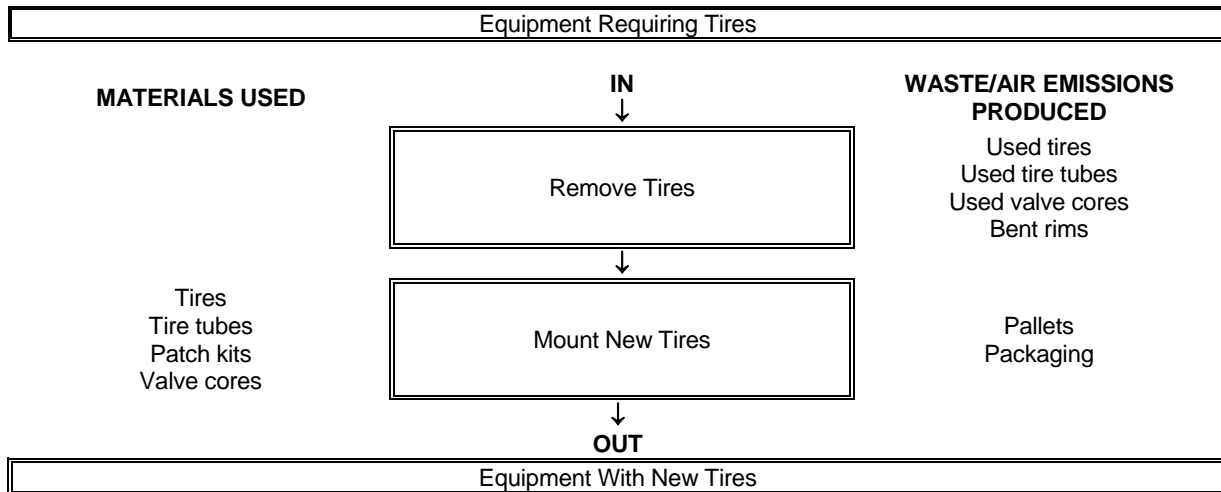 Equipment Requiring Tires
MATERIALS USED
IN
↓
WASTE/AIR EMISSIONS
PRODUCED
Remove Tires
Used tires
Used tire tubes
Used valve cores
Bent rims
↓
Tires
Tire tubes
Patch kits
Valve cores
Mount New Tires
Pallets
Packaging
↓
OUT
Equipment With New Tires